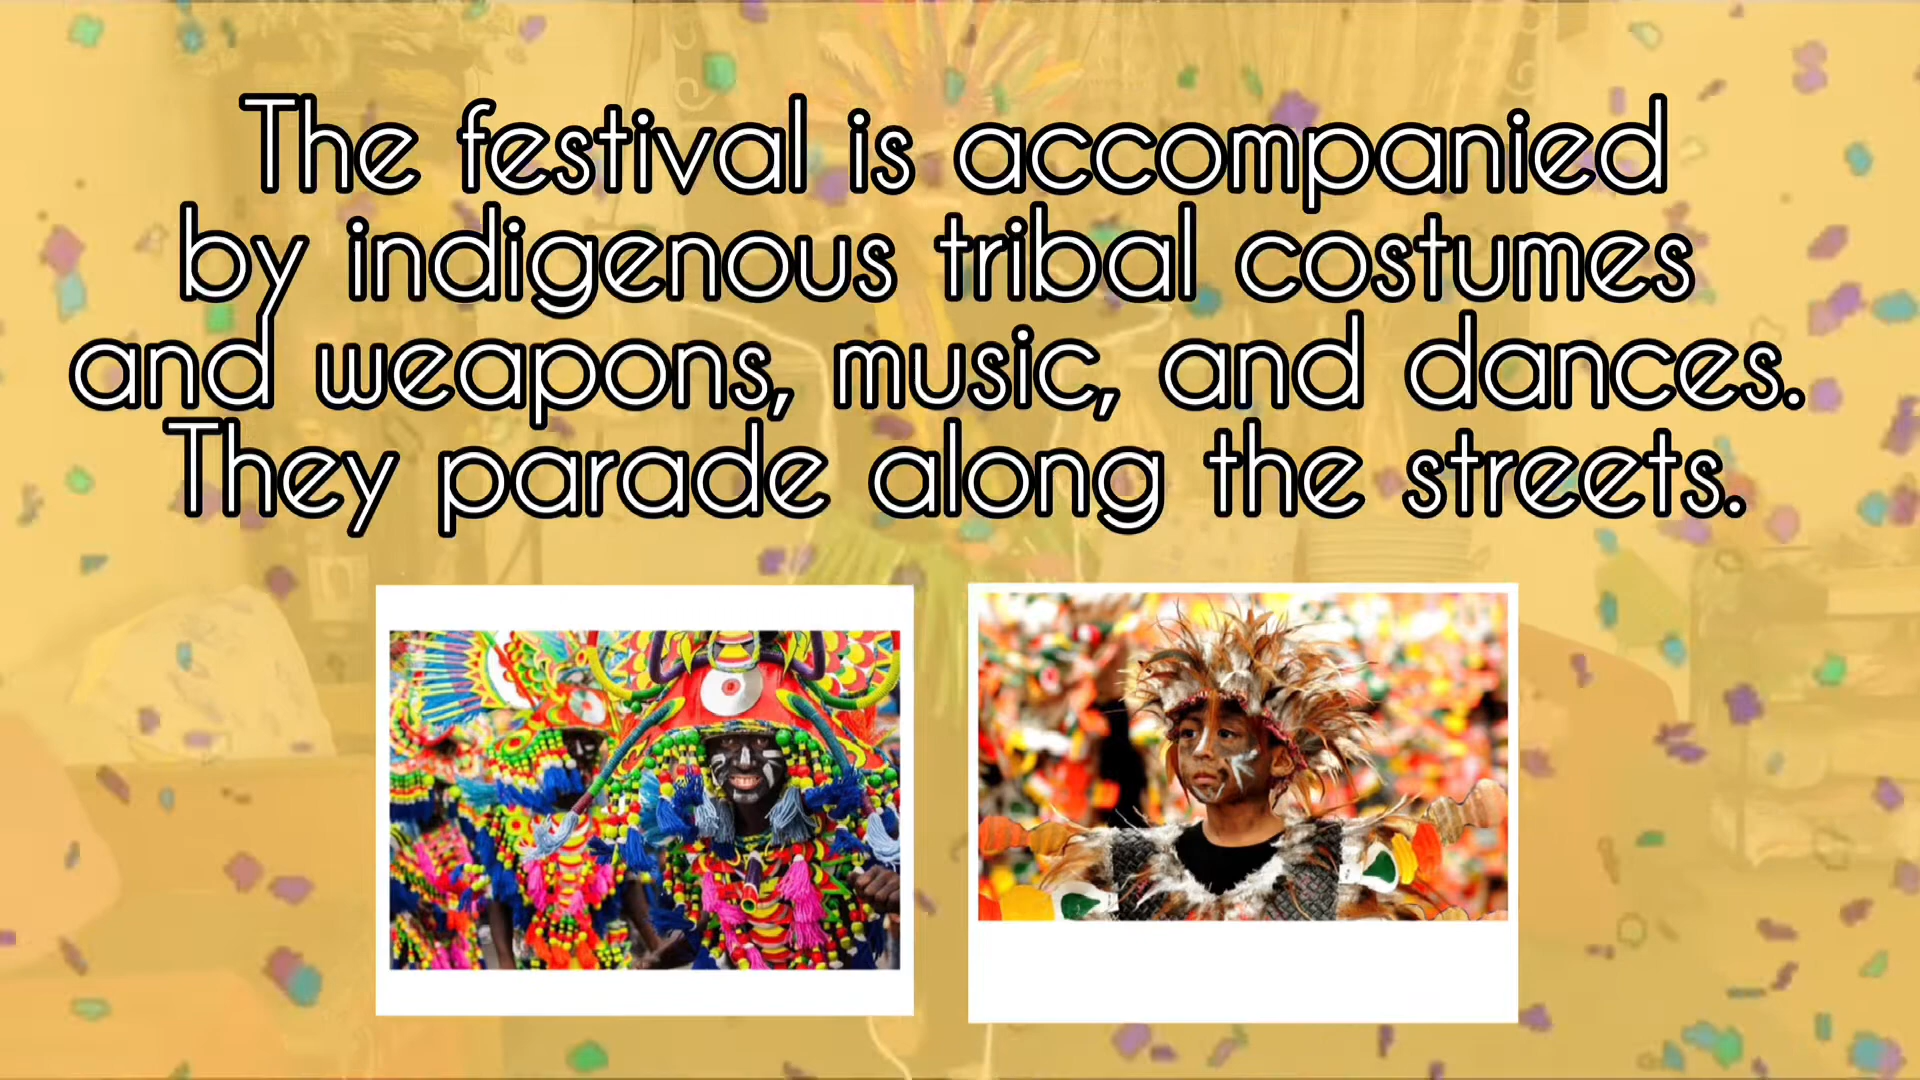 The festival is accompanied
by indigenous tribal costumes
and weapons, music, and dances.
They parade along the streets.